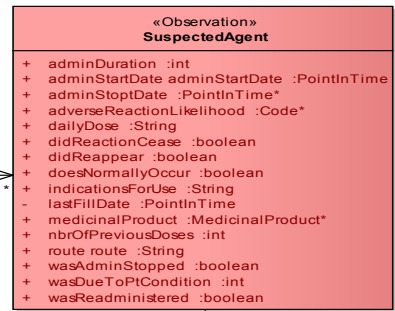 «Observation»
SuspectedAgent
+ adminDuration :int
+ adminStartDate adminStartDate :PointInTime
+ adminStoptDate :PointInTime*
+ adverseReactionLikelihood :Code*
+ dailyDose :String
+ didReactionCease :boolean
+ didReappear :boolean
+ doesNormallyOccur :boolean
* + indicationsForUse :String
- lastFillDate :PointInTime
+ medicinalProduct :MedicinalProduct*
+ nbrOfPreviousDoses :int
+ route route :String
+ wasAdminStopped :boolean
+ wasDueToPtCondition :int
+ wasReadministered :boolean